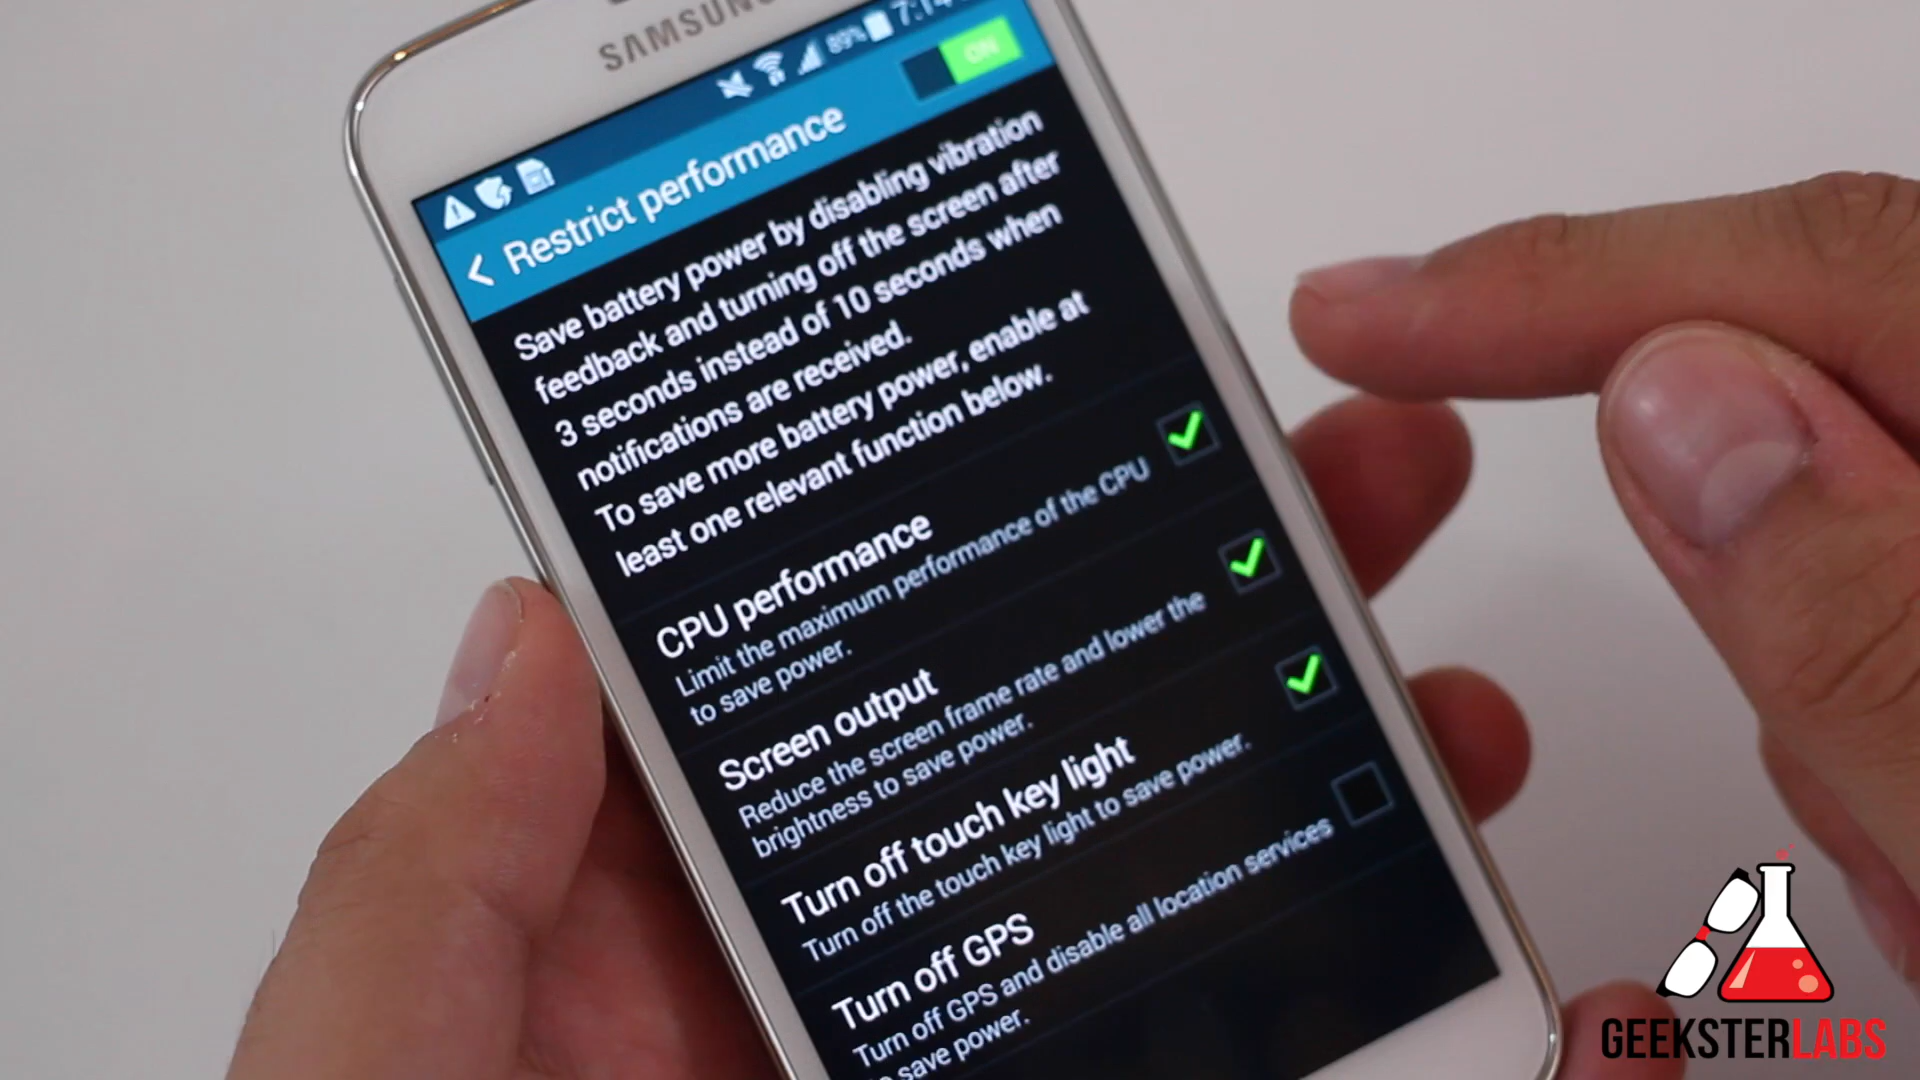 SAMSUNG
89%
Restrict performance
ON
Save battery power by disabling vibration
feedback and turning off the screen after
3 seconds instead of 10 seconds when
notifications are received.
To save more battery power, enable at
least one relevant function below.
CPU performance
Limit the maximum performance of the CPU
to save power.
Screen output
Reduce the screen frame rate and lower the
brightness to save power.
Turn off touch key light
Turn off the touch key light to save power.
Turn off GPS
Turn off GPS and disable all location services
to save power.
GEEKSTERLABS